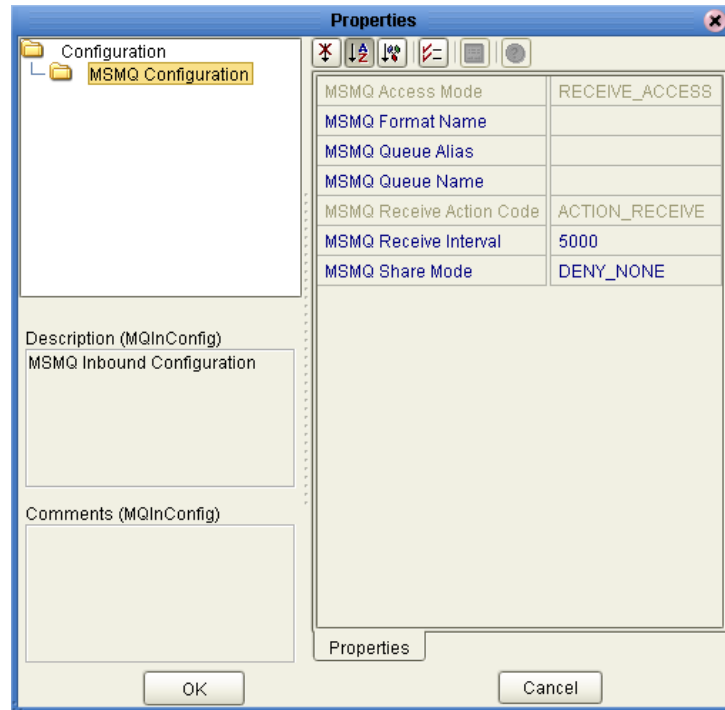 Properties
Configuration
MSMQ Configuration
MSMQ Access Mode RECEIVE_ACCESS
MSMQ Format Name
MSMQ Queue Alias
MSMQ Queue Name
MSMQ Receive Action Code ACTION_RECEIVE
MSMQ Receive Interval 5000
MSMQ Share Mode DENY_NONE
Description (MQInConfig)
MSMQ Inbound Configuration
Comments (MQInConfig)
Properties
OK
Cancel